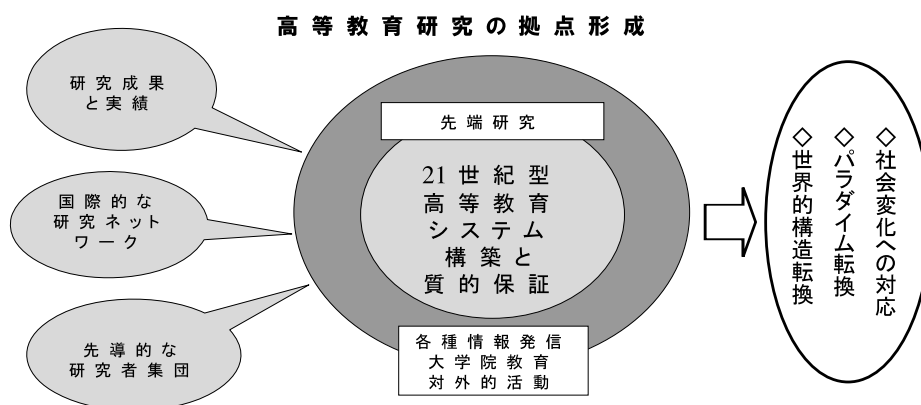 高等教育研究の拠点形成
研究成果
と実績
国際的な
研究ネット
ワーク
先導的な
研究者集団
先端研究
21世紀型
高等教育
システム
構築と
質的保証
各種情報発信
大学院教育
対外的活動
◇社会変化への対応
◇パラダイム転換
◇世界的構造転換